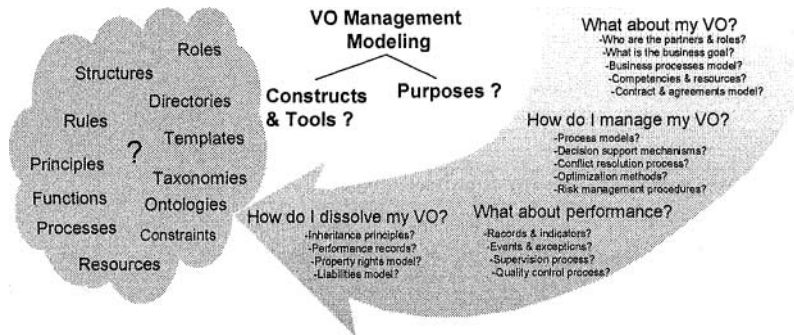 VO Management
Modeling
Constructs
& Tools ?
Purposes ?
Roles
Structures
Directories
Rules
?
Templates
Principles
Taxonomies
Functions
Ontologies
Processes
Constraints
Resources
What about my VO?
-Who are the partners & roles?
-What is the business goal?
-Business processes model?
-Competencies & resources?
-Contract & agreements model?
How do I manage my VO?
-Process models?
-Decision support mechanisms?
-Conflict resolution process?
-Optimization methods?
-Risk management procedures?
What about performance?
-Records & indicators?
-Events & exceptions?
-Supervision process?
-Quality control process?
How do I dissolve my VO?
-Inheritance principles?
-Performance records?
-Property rights model?
-Liabilities model?